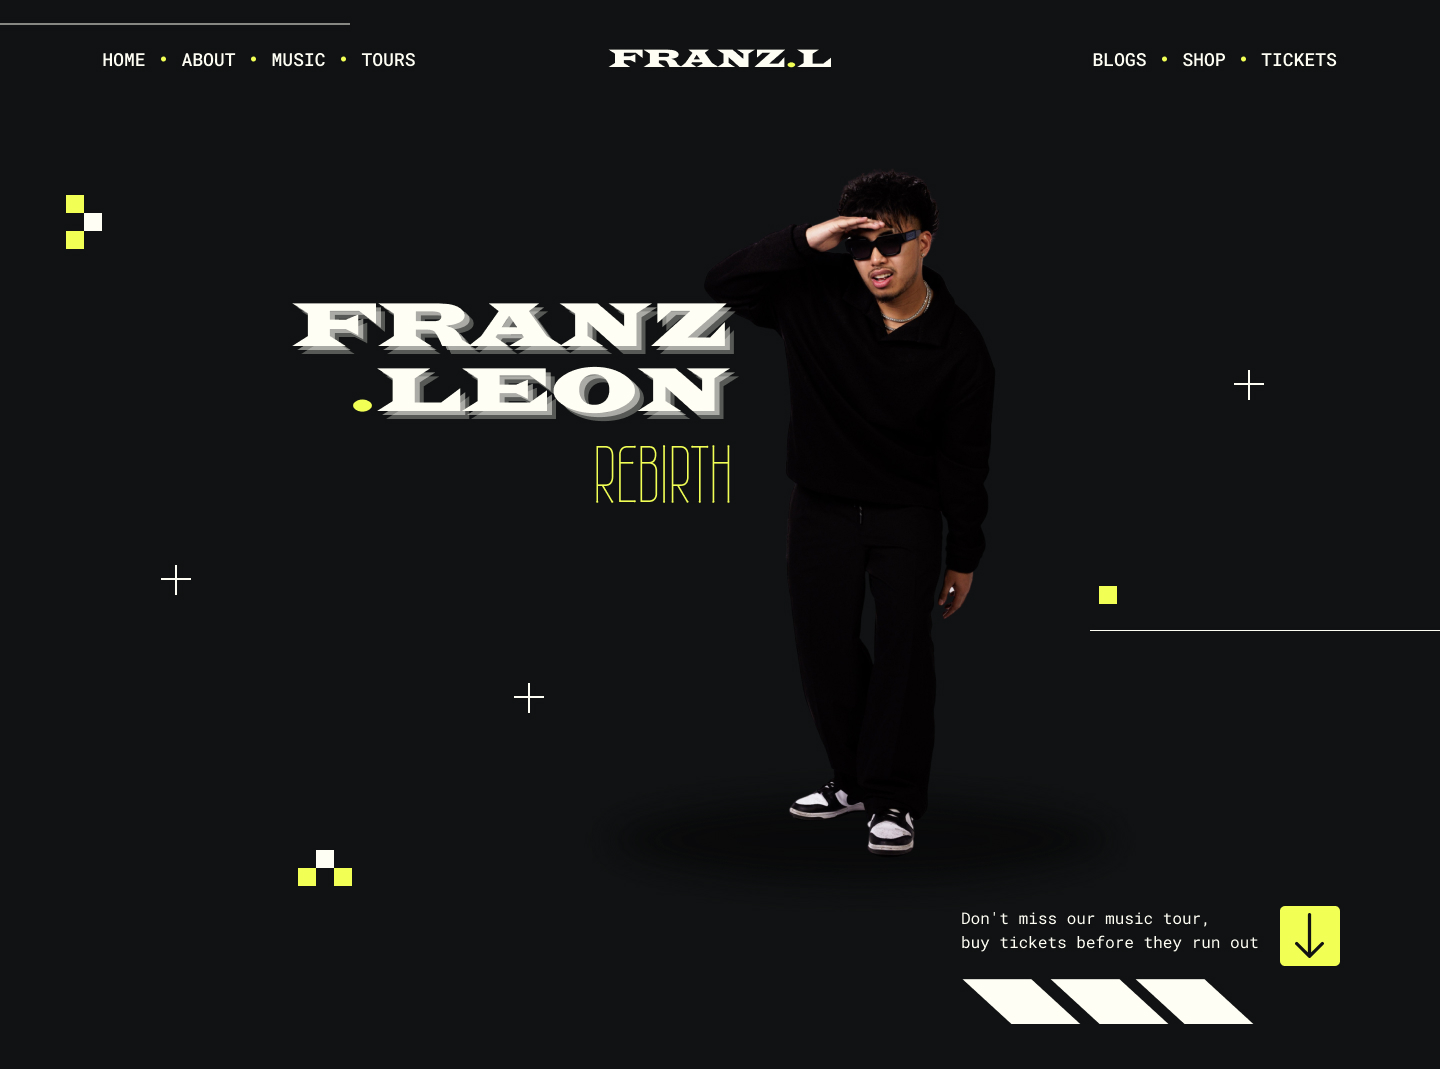 HOME • ABOUT • MUSIC • TOURS
FRANZ.L
BLOGS • SHOP • TICKETS
FRANZ
.LEON
REBIRTH
Don't miss our music tour,
buy tickets before they run out